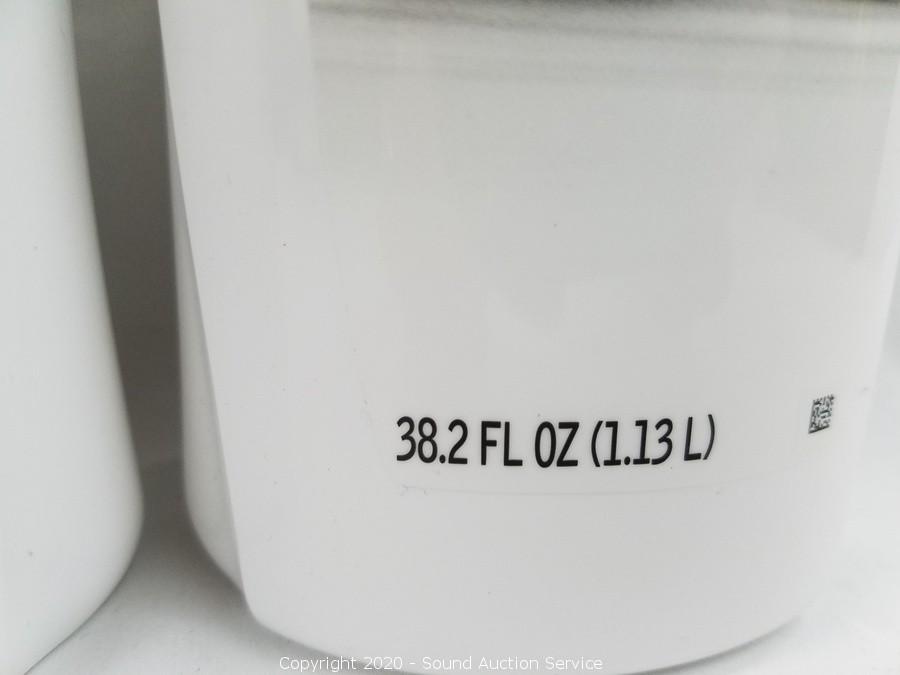 38.2 FL OZ (1.13 L)
Copyright 2020 - Sound Auction Service